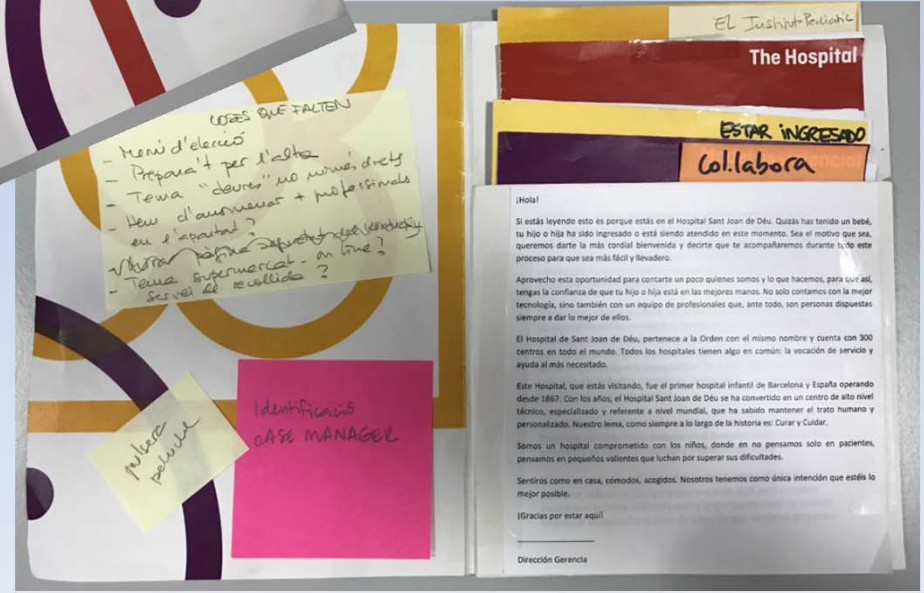 COSES QUE FALTEN
- Menú d'elecció
- Prepara't per l'alta
- Tema "deures" no només drets
- Hem d'anomenar + professionals
en l'apartat?
- Tema supermercat - on line?
Servei de recollida?
pulsera
peluche
Identificació
CASE MANAGER
EL Institut Pediàtric
The Hospital
ESTAR iNGRESADO
Col.labora
¡Hola!
Si estás leyendo esto es porque estás en el Hospital Sant Joan de Déu. Quizás has tenido un bebé,
tu hijo o hija ha sido ingresado o está siendo atendido en este momento. Sea el motivo que sea,
queremos darte la más cordial bienvenida y decirte que te acompañaremos durante todo este
proceso para que sea más fácil y llevadero.
Aprovecho esta oportunidad para contarte un poco quienes somos y lo que hacemos, para que así,
tengas la confianza de que tu hijo o hija está en las mejores manos. No solo contamos con la mejor
tecnología, sino también con un equipo de profesionales que, ante todo, son personas dispuestas
siempre a dar lo mejor de ellos.
El Hospital de Sant Joan de Déu, pertenece a la Orden con el mismo nombre y cuenta con 300
centros en todo el mundo. Todos los hospitales tienen algo en común: la vocación de servicio y
ayuda al más necesitado.
Este Hospital, que estás visitando, fue el primer hospital infantil de Barcelona y España operando
desde 1867. Con los años, el Hospital Sant Joan de Déu se ha convertido en un centro de alto nivel
técnico, especializado y referente a nivel mundial, que ha sabido mantener el trato humano y
personalizado. Nuestro lema, como siempre a lo largo de la historia es: Curar y Cuidar.
Somos un hospital comprometido con los niños, donde en no pensamos solo en pacientes,
pensamos en pequeños valientes que luchan por superar sus dificultades.
Sentiros como en casa, cómodos, acogidos. Nosotros tenemos como única intención que estéis lo
mejor posible.
¡Gracias por estar aquí!
Dirección Gerencia